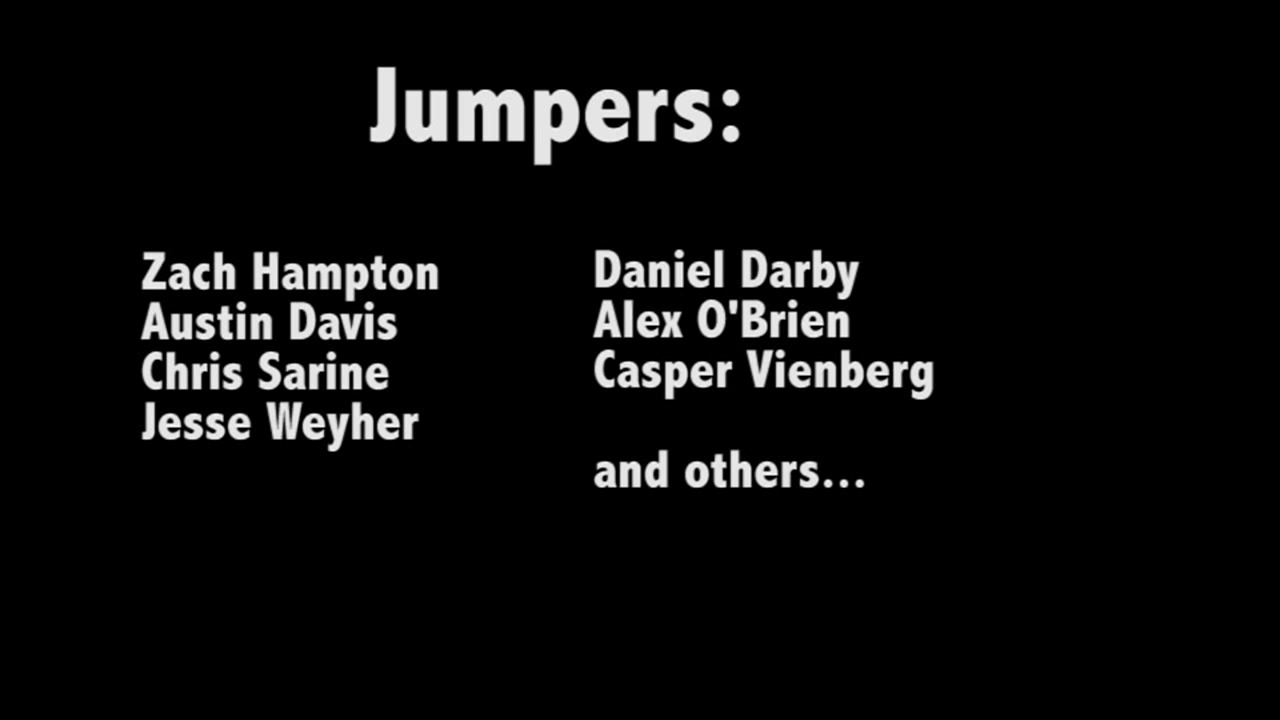 Jumpers:
Zach Hampton
Austin Davis
Chris Sarine
Jesse Weyher
Daniel Darby
Alex O'Brien
Casper Vienberg
and others...